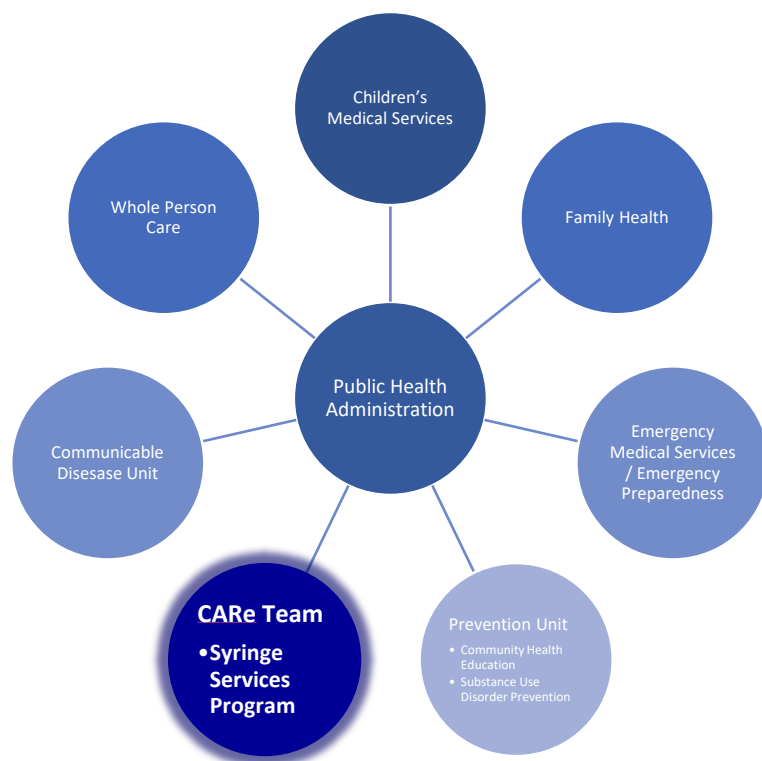 Children's
Medical Services
Whole Person
Care
Family Health
Public Health
Administration
Communicable
Disesase Unit
Emergency
Medical Services
/ Emergency
Preparedness
CARe Team
•Syringe
Services
Program
Prevention Unit
• Community Health
Education
• Substance Use
Disorder Prevention